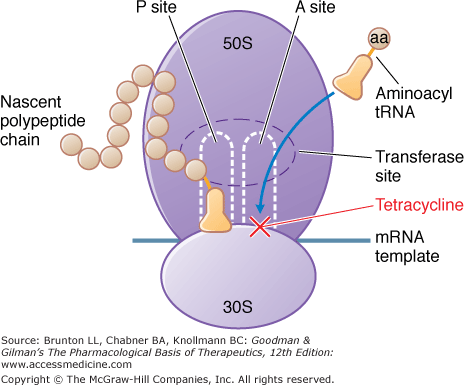 P site
A site
50S
aa
Nascent
polypeptide
chain
Aminoacyl
tRNA
Transferase
site
Tetracycline
mRNA
template
30S
Source: Brunton LL, Chabner BA, Knollmann BC: Goodman &
Gilman's The Pharmacological Basis of Therapeutics, 12th Edition:
www.accessmedicine.com
Copyright © The McGraw-Hill Companies, Inc. All rights reserved.